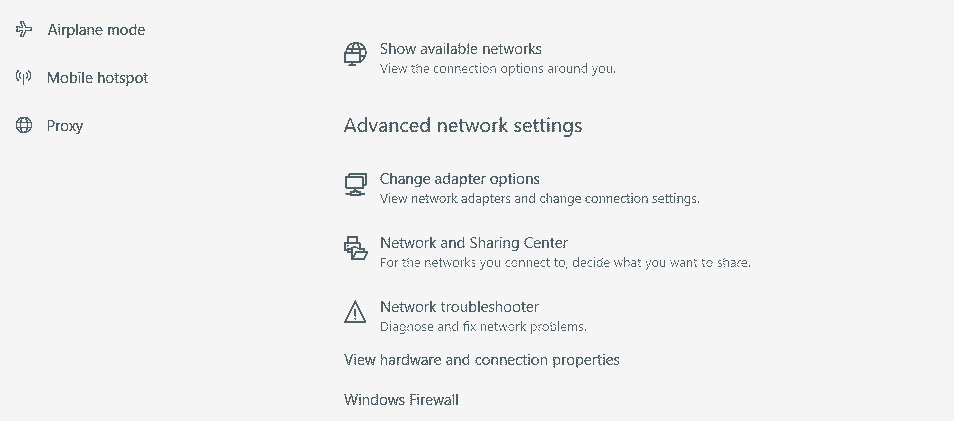 Airplane mode
Mobile hotspot
Proxy
Show available networks
View the connection options around you.
Advanced network settings
Change adapter options
View network adapters and change connection settings.
Network and Sharing Center
For the networks you connect to, decide what you want to share.
Network troubleshooter
Diagnose and fix network problems.
View hardware and connection properties
Windows Firewall